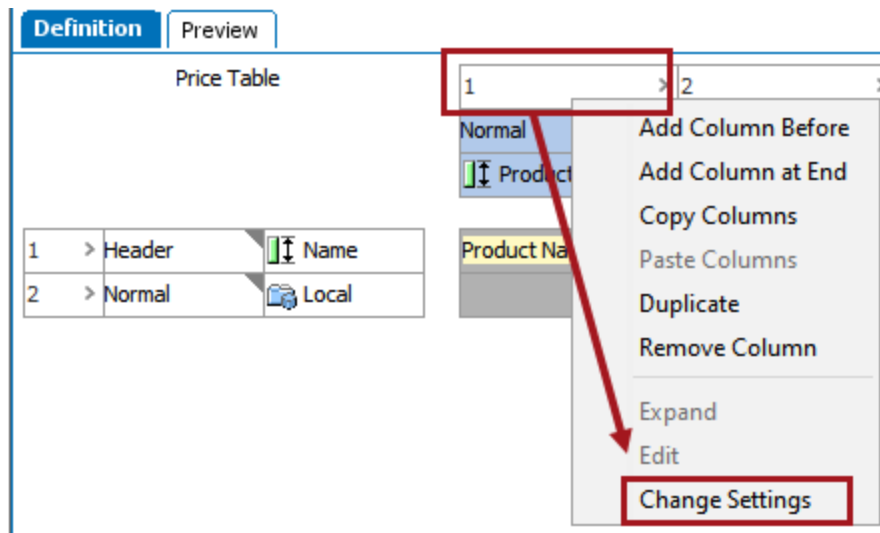 Definition Preview
Price Table
1 > 2 >
Normal
Product
Add Column Before
Add Column at End
Copy Columns
Paste Columns
Duplicate
Remove Column
Expand
Edit
Change Settings
1 > Header Name
2 > Normal Local
Product Na